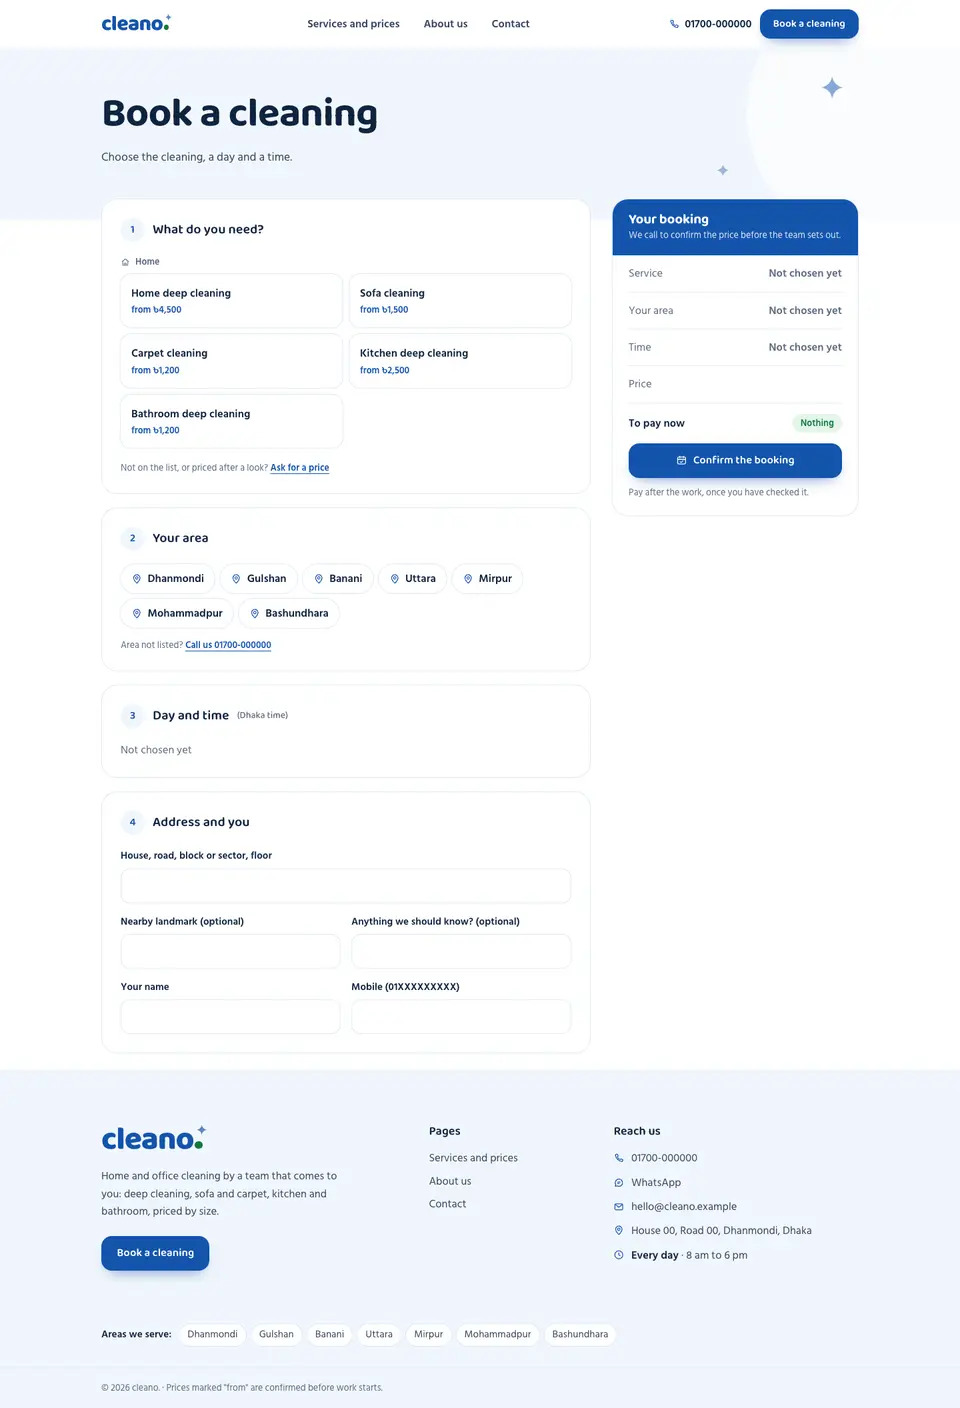 cleano.
Services and prices
About us
Contact
01700-000000
Book a cleaning
Book a cleaning
Choose the cleaning, a day and a time.
1 What do you need?
Home
Home deep cleaning
from ৳4,500
Sofa cleaning
from ৳1,500
Carpet cleaning
from ৳1,200
Kitchen deep cleaning
from ৳2,500
Bathroom deep cleaning
from ৳1,200
Not on the list, or priced after a look? Ask for a price
2 Your area
Dhanmondi
Gulshan
Banani
Uttara
Mirpur
Mohammadpur
Bashundhara
Area not listed? Call us 01700-000000
3 Day and time (Dhaka time)
Not chosen yet
4 Address and you
House, road, block or sector, floor
Nearby landmark (optional)
Anything we should know? (optional)
Your name
Mobile (01XXXXXXXXX)
Your booking
We call to confirm the price before the team sets out.
Service Not chosen yet
Your area Not chosen yet
Time Not chosen yet
Price
To pay now Nothing
Confirm the booking
Pay after the work, once you have checked it.
cleano.
Home and office cleaning by a team that comes to
you: deep cleaning, sofa and carpet, kitchen and
bathroom, priced by size.
Book a cleaning
Pages
Services and prices
About us
Contact
Reach us
01700-000000
WhatsApp
hello@cleano.example
House 00, Road 00, Dhanmondi, Dhaka
Every day · 8 am to 6 pm
Areas we serve: Dhanmondi Gulshan Banani Uttara Mirpur Mohammadpur Bashundhara
© 2026 cleano. · Prices marked "from" are confirmed before work starts.